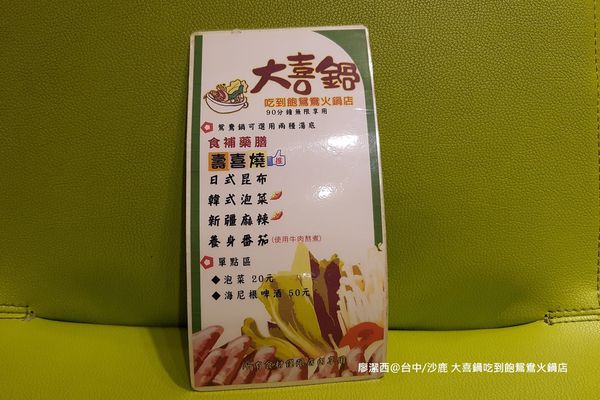 大喜鍋
吃到飽鴛鴦火鍋店
90分鐘無限享用
鴛鴦鍋可選用兩種湯底
食補藥膳
壽喜燒 推
日式昆布
韓式泡菜
新疆麻辣
養身番茄(使用牛肉熬煮)
單點區
◆泡菜 20元
◆海尼根啤酒 50元
廖潔西@台中/沙鹿 大喜鍋吃到飽鴛鴦火鍋店